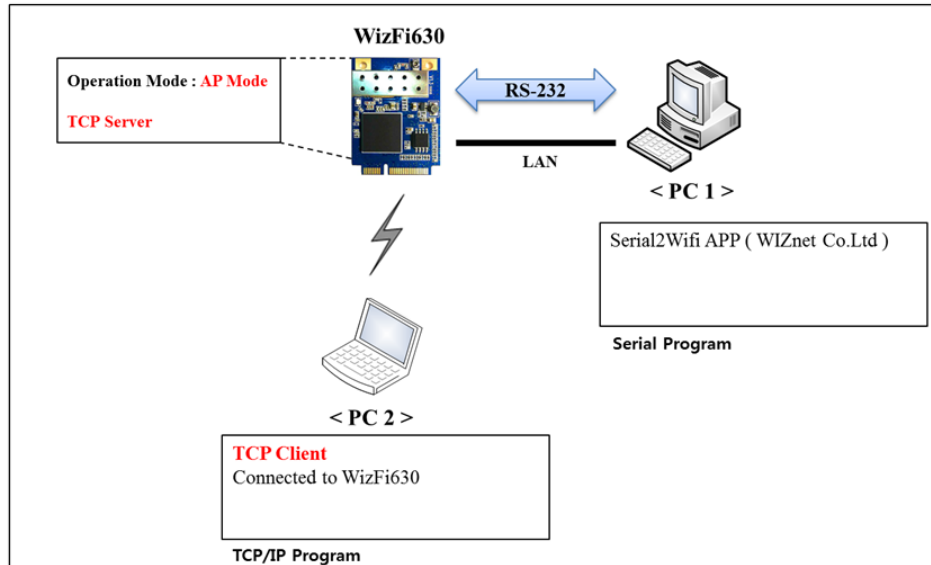 WizFi630
Operation Mode : AP Mode
TCP Server
RS-232
LAN
< PC 1 >
Serial2Wifi APP ( WIZnet Co.Ltd )
Serial Program
< PC 2 >
TCP Client
Connected to WizFi630
TCP/IP Program